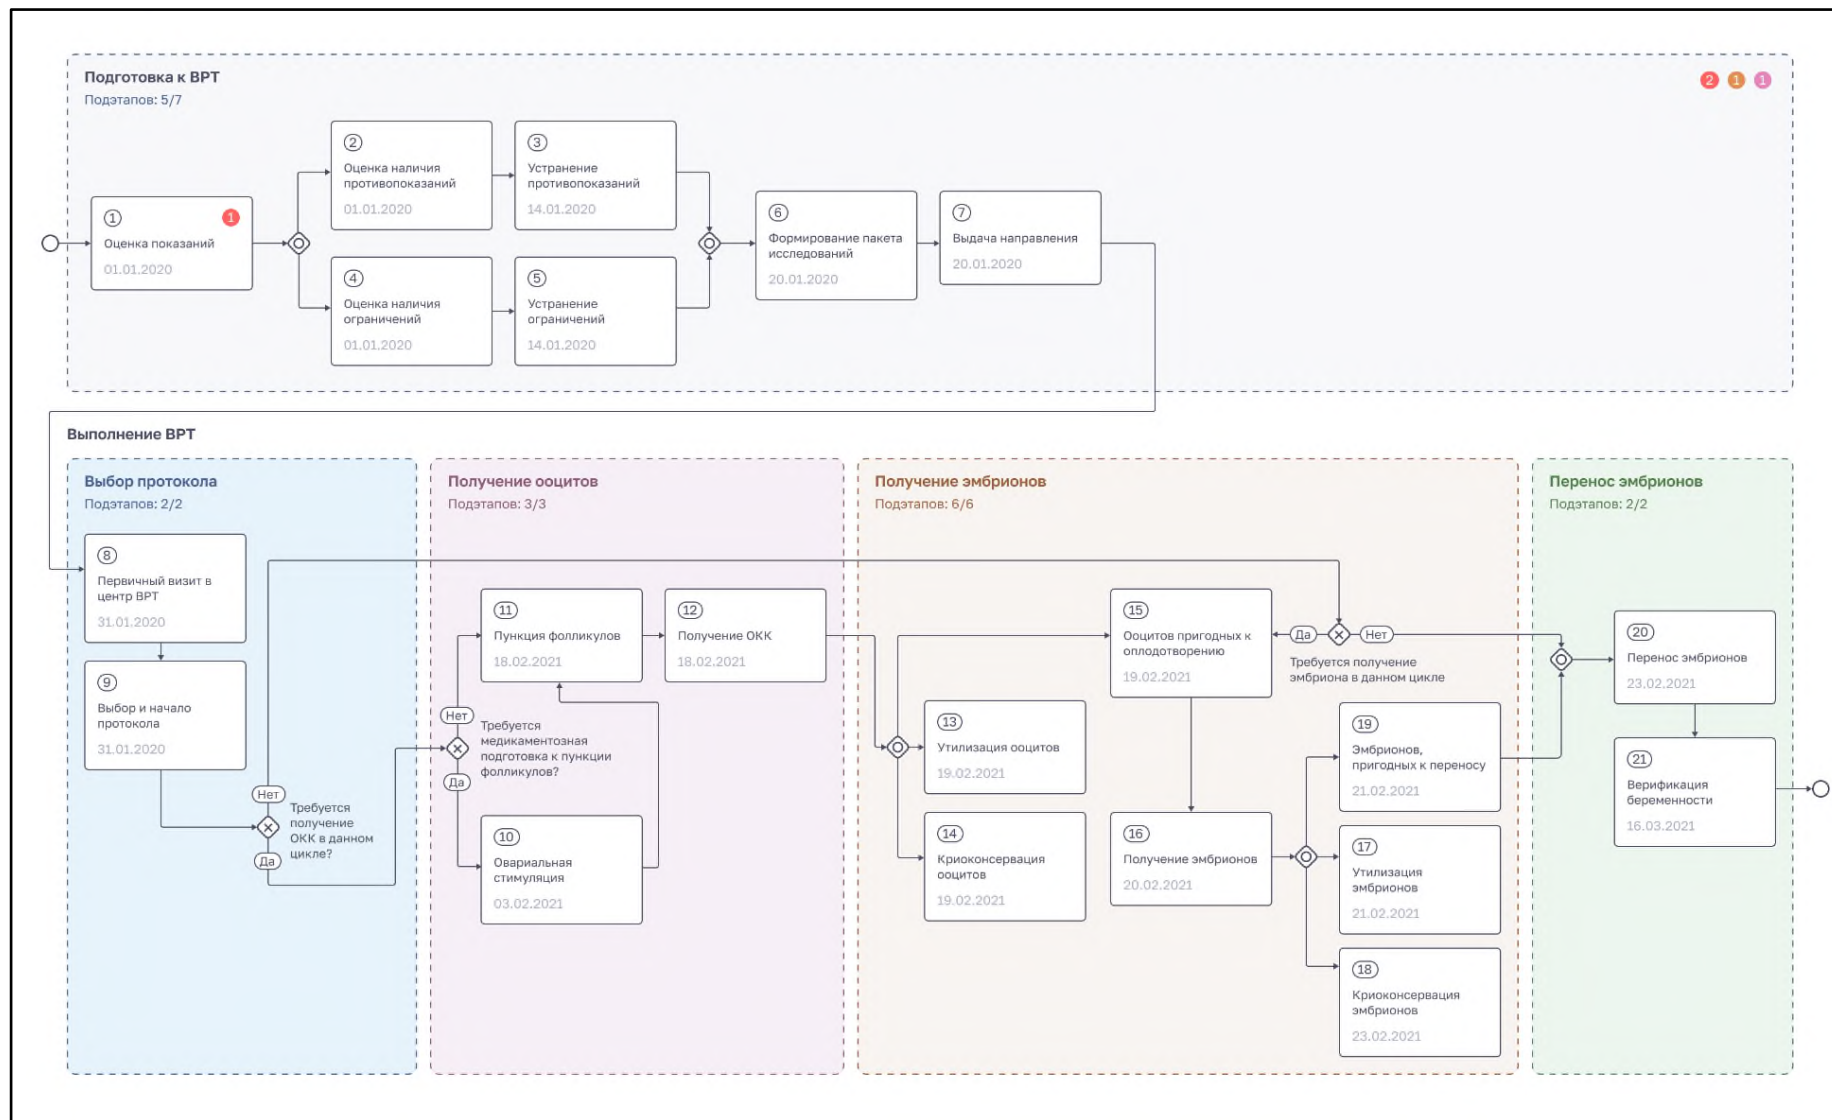 Подготовка к ВРТ
Подэтапов: 5/7
2 1 1
1
1
Оценка показаний
01.01.2020
2
Оценка наличия
противопоказаний
01.01.2020
3
Устранение
противопоказаний
14.01.2020
4
Оценка наличия
ограничений
01.01.2020
5
Устранение
ограничений
14.01.2020
6
Формирование пакета
исследований
20.01.2020
7
Выдача направления
20.01.2020
Выполнение ВРТ
Выбор протокола
Подэтапов: 2/2
8
Первичный визит в
центр ВРТ
31.01.2020
9
Выбор и начало
протокола
31.01.2020
Нет
Требуется
получение
ОКК в данном
цикле?
Да
Получение ооцитов
Подэтапов: 3/3
11
Пункция фолликулов
18.02.2021
12
Получение ОКК
18.02.2021
Нет
Требуется
медикаментозная
подготовка к пункции
фолликулов?
Да
10
Овариальная
стимуляция
03.02.2021
Получение эмбрионов
Подэтапов: 6/6
15
Ооцитов пригодных к
оплодотворению
19.02.2021
Да
Нет
Требуется получение
эмбриона в данном цикле
13
Утилизация ооцитов
19.02.2021
14
Криоконсервация
ооцитов
19.02.2021
16
Получение эмбрионов
20.02.2021
19
Эмбрионов,
пригодных к переносу
21.02.2021
17
Утилизация
эмбрионов
21.02.2021
18
Криоконсервация
эмбрионов
23.02.2021
Перенос эмбрионов
Подэтапов: 2/2
20
Перенос эмбрионов
23.02.2021
21
Верификация
беременности
16.03.2021